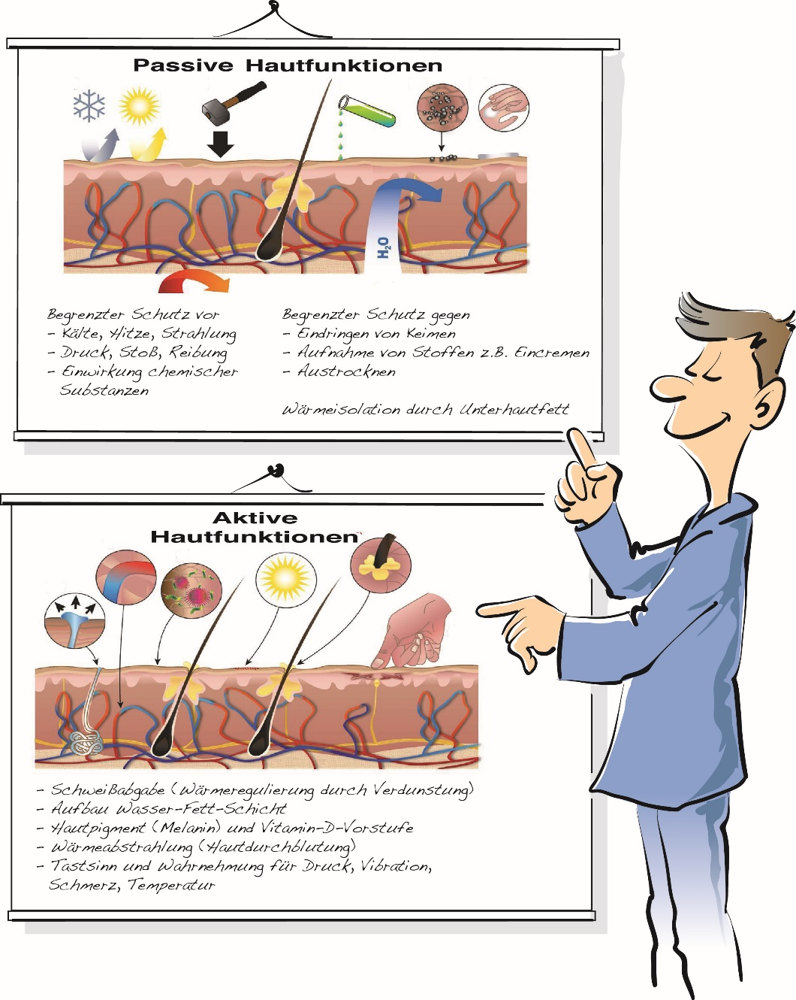 Passive Hautfunktionen
H₂O
Begrenzter Schutz vor
- Kälte, Hitze, Strahlung
- Druck, Stoß, Reibung
- Einwirkung chemischer
Substanzen
Begrenzter Schutz gegen
- Eindringen von Keimen
- Aufnahme von Stoffen z.B. Eincremen
- Austrocknen
Wärmeisolation durch Unterhautfett
Aktive
Hautfunktionen
- Schweißabgabe (Wärmeregulierung durch Verdunstung)
- Aufbau Wasser-Fett-Schicht
- Hautpigment (Melanin) und Vitamin-D-Vorstufe
- Wärmeabstrahlung (Hautdurchblutung)
- Tastsinn und Wahrnehmung für Druck, Vibration,
Schmerz, Temperatur